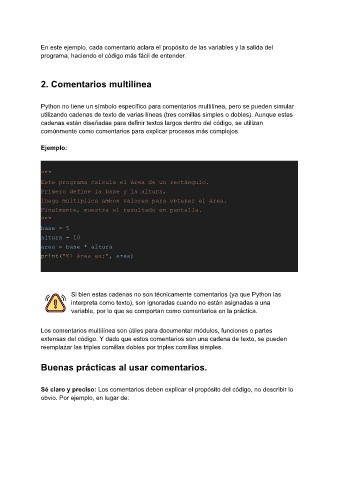 En este ejemplo, cada comentario aclara el propósito de las variables y la salida del
programa, haciendo el código más fácil de entender.
2. Comentarios multilínea
Python no tiene un símbolo específico para comentarios multilínea, pero se pueden simular
utilizando cadenas de texto de varias líneas (tres comillas simples o dobles). Aunque estas
cadenas están diseñadas para definir textos largos dentro del código, se utilizan
comúnmente como comentarios para explicar procesos más complejos.
Ejemplo:
"""
Este programa calcula el área de un rectángulo.
Primero define la base y la altura,
luego multiplica ambos valores para obtener el área.
Finalmente, muestra el resultado en pantalla.
"""
base = 5
altura = 10
area = base * altura
print("El área es:", area)
Si bien estas cadenas no son técnicamente comentarios (ya que Python las
interpreta como texto), son ignoradas cuando no están asignadas a una
variable, por lo que se comportan como comentarios en la práctica.
Los comentarios multilínea son útiles para documentar módulos, funciones o partes
extensas del código. Y dado que estos comentarios son una cadena de texto, se pueden
reemplazar las triples comillas dobles por triples comillas simples.
Buenas prácticas al usar comentarios.
Sé claro y preciso: Los comentarios deben explicar el propósito del código, no describir lo
obvio. Por ejemplo, en lugar de: